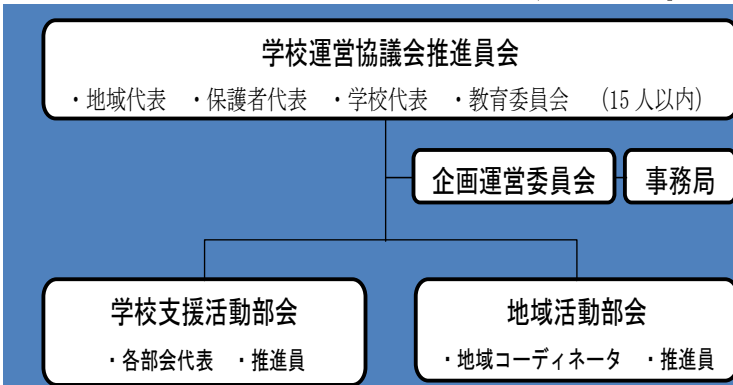 学校運営協議会推進員会
・地域代表 ・保護者代表 ・学校代表 ・教育委員会 (15人以内)
企画運営委員会
事務局
学校支援活動部会
・各部会代表 ・推進員
地域活動部会
・地域コーディネータ ・推進員